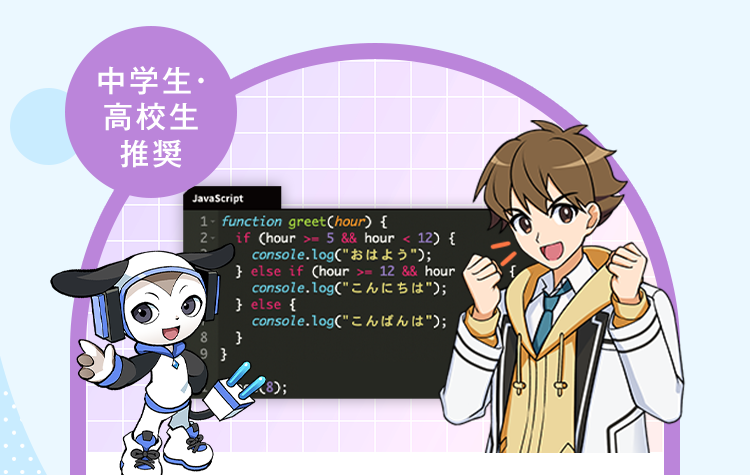 中学生・
高校生
推奨
JavaScript
1 function greet(hour) {
2 if (hour >= 5 && hour < 12) {
console.log("おはよう");
} else if (hour >= 12 && hour {
console.log("こんにちは");
} else {
console.log("こんばんは");
8 }
9 }
(8);